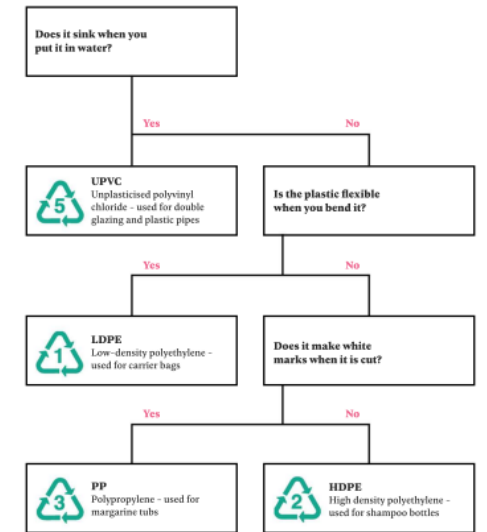 Does it sink when you
put it in water?
Yes
No
5
UPVC
Unplasticised polyvinyl
chloride – used for double
glazing and plastic pipes
Is the plastic flexible
when you bend it?
Yes
No
1
LDPE
Low-density polyethylene –
used for carrier bags
Does it make white
marks when it is cut?
Yes
No
3
PP
Polypropylene – used for
margarine tubs
2
HDPE
High density polyethylene –
used for shampoo bottles